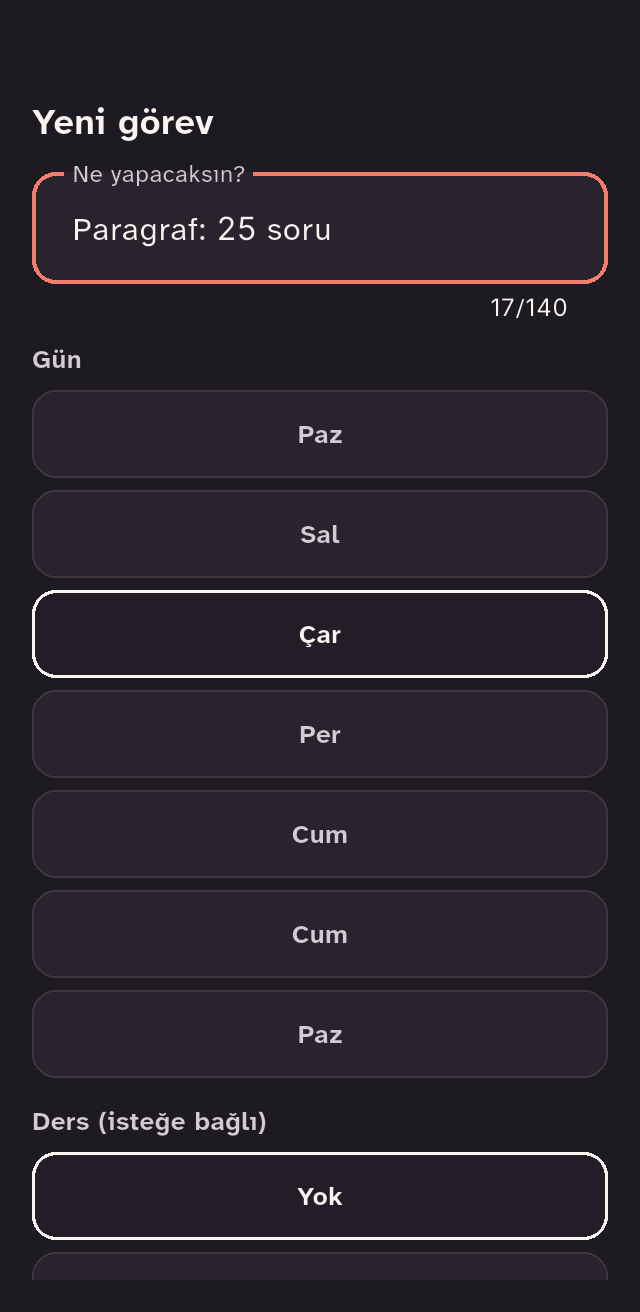 Yeni görev
Ne yapacaksın?
Paragraf: 25 soru
17/140
Gün
Paz
Sal
Çar
Per
Cum
Cum
Paz
Ders (isteğe bağlı)
Yok